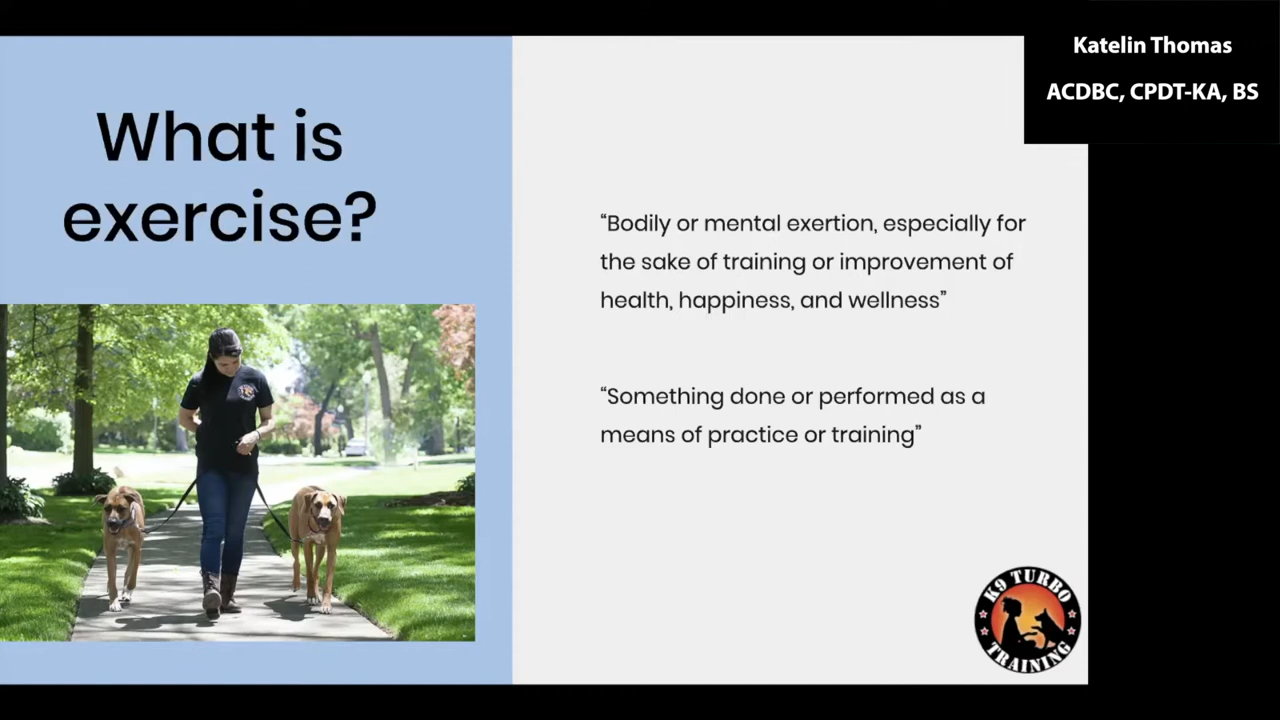 Katelin Thomas
ACDBC, CPDT-KA, BS
What is
exercise?
“Bodily or mental exertion, especially for
the sake of training or improvement of
health, happiness, and wellness”
“Something done or performed as a
means of practice or training”
K9 TURBO
TRAINING